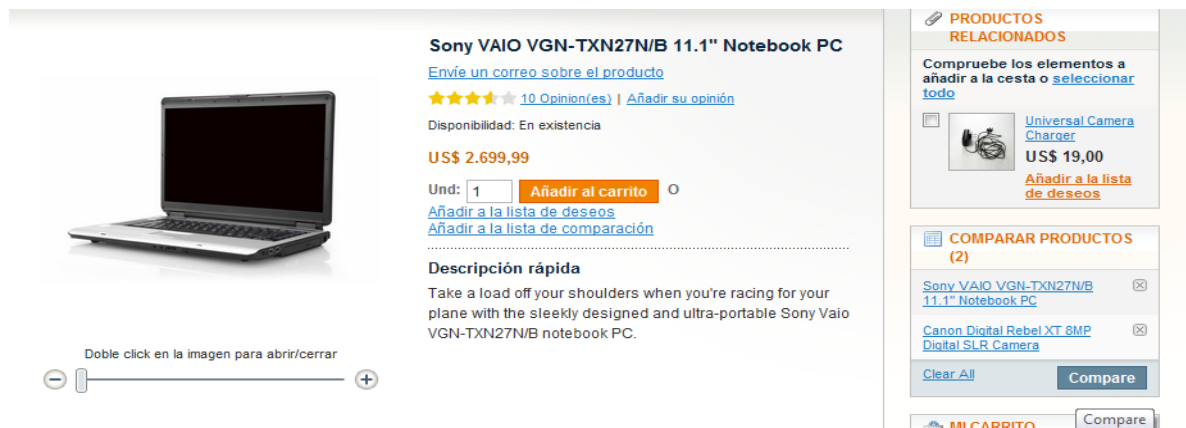 Sony VAIO VGN-TXN27N/B 11.1" Notebook PC
Envíe un correo sobre el producto
10 Opinion(es) | Añadir su opinión
Disponibilidad: En existencia
US$ 2.699,99
Und: 1 Añadir al carrito O
Añadir a la lista de deseos
Añadir a la lista de comparación
Descripción rápida
Take a load off your shoulders when you're racing for your
plane with the sleekly designed and ultra-portable Sony Vaio
VGN-TXN27N/B notebook PC.
Doble click en la imagen para abrir/cerrar
PRODUCTOS
RELACIONADOS
Compruebe los elementos a
añadir a la cesta o seleccionar
todo
Universal Camera
Charger
US$ 19,00
Añadir a la lista
de deseos
COMPARAR PRODUCTOS
(2)
Sony VAIO VGN-TXN27N/B
11.1" Notebook PC
Canon Digital Rebel XT 8MP
Digital SLR Camera
Clear All Compare
MI CARRITO
Compare